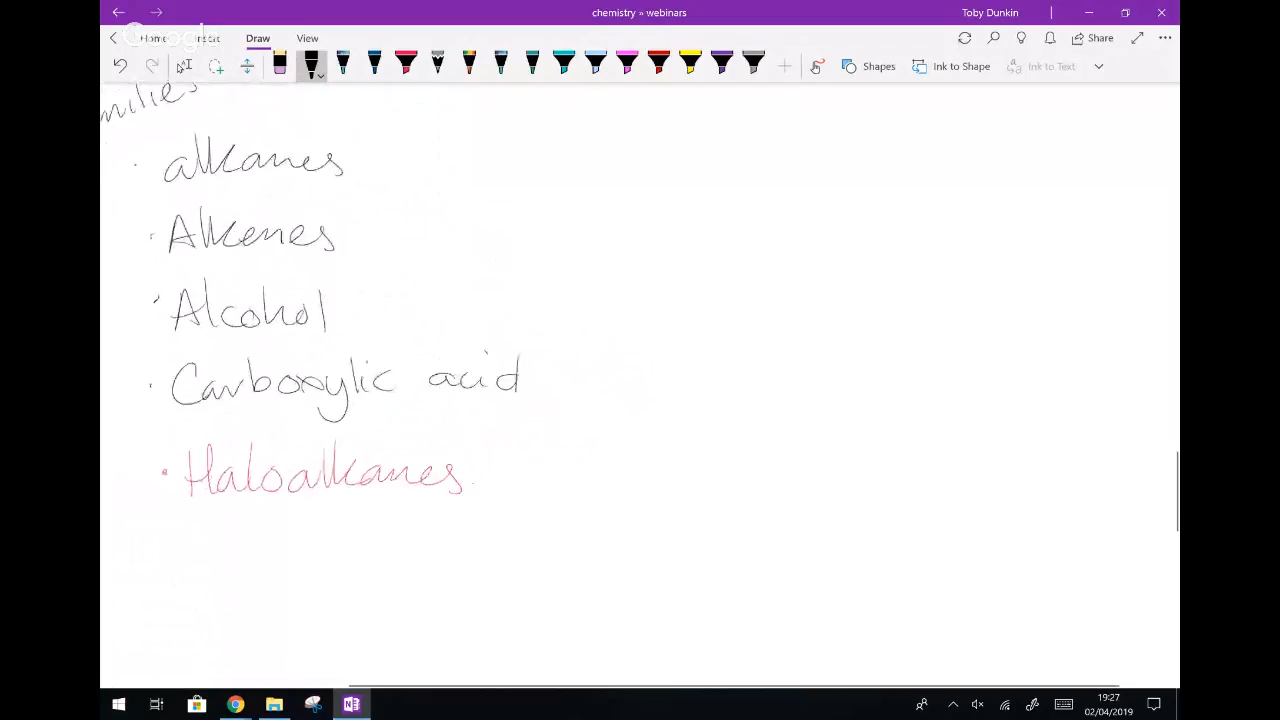 chemistry » webinars
Toby Dunkin
Google
Home
Draw
View
Share
Shapes
Ink to Shape
Ink to Text
alkanes
Alkenes
Alcohol
Carboxylic acid
Haloalkanes
19:27
02/04/2019